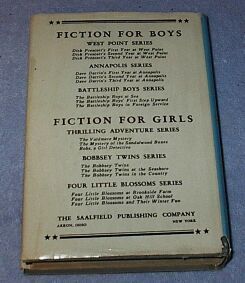 FICTION FOR BOYS
WEST POINT SERIES
Dick Prescott's First Year at West Point
Dick Prescott's Second Year at West Point
Dick Prescott's Third Year at West Point
ANNAPOLIS SERIES
Dave Darrin's First Year at Annapolis
Dave Darrin's Second Year at Annapolis
Dave Darrin's Third Year at Annapolis
BATTLESHIP BOYS SERIES
The Battleship Boys at Sea
The Battleship Boys' First Step Upward
The Battleship Boys in Foreign Service
FICTION FOR GIRLS
THRILLING ADVENTURE SERIES
The Valdmere Mystery
The Mystery of the Sandalwood Boxes
Bobs, a Girl Detective
BOBBSEY TWINS SERIES
The Bobbsey Twins
The Bobbsey Twins at the Seashore
The Bobbsey Twins in the Country
FOUR LITTLE BLOSSOMS SERIES
Four Little Blossoms at Brookside Farm
Four Little Blossoms at Oak Hill School
Four Little Blossoms and Their Winter Fun
THE SAALFIELD PUBLISHING COMPANY
AKRON, OHIO NEW YORK